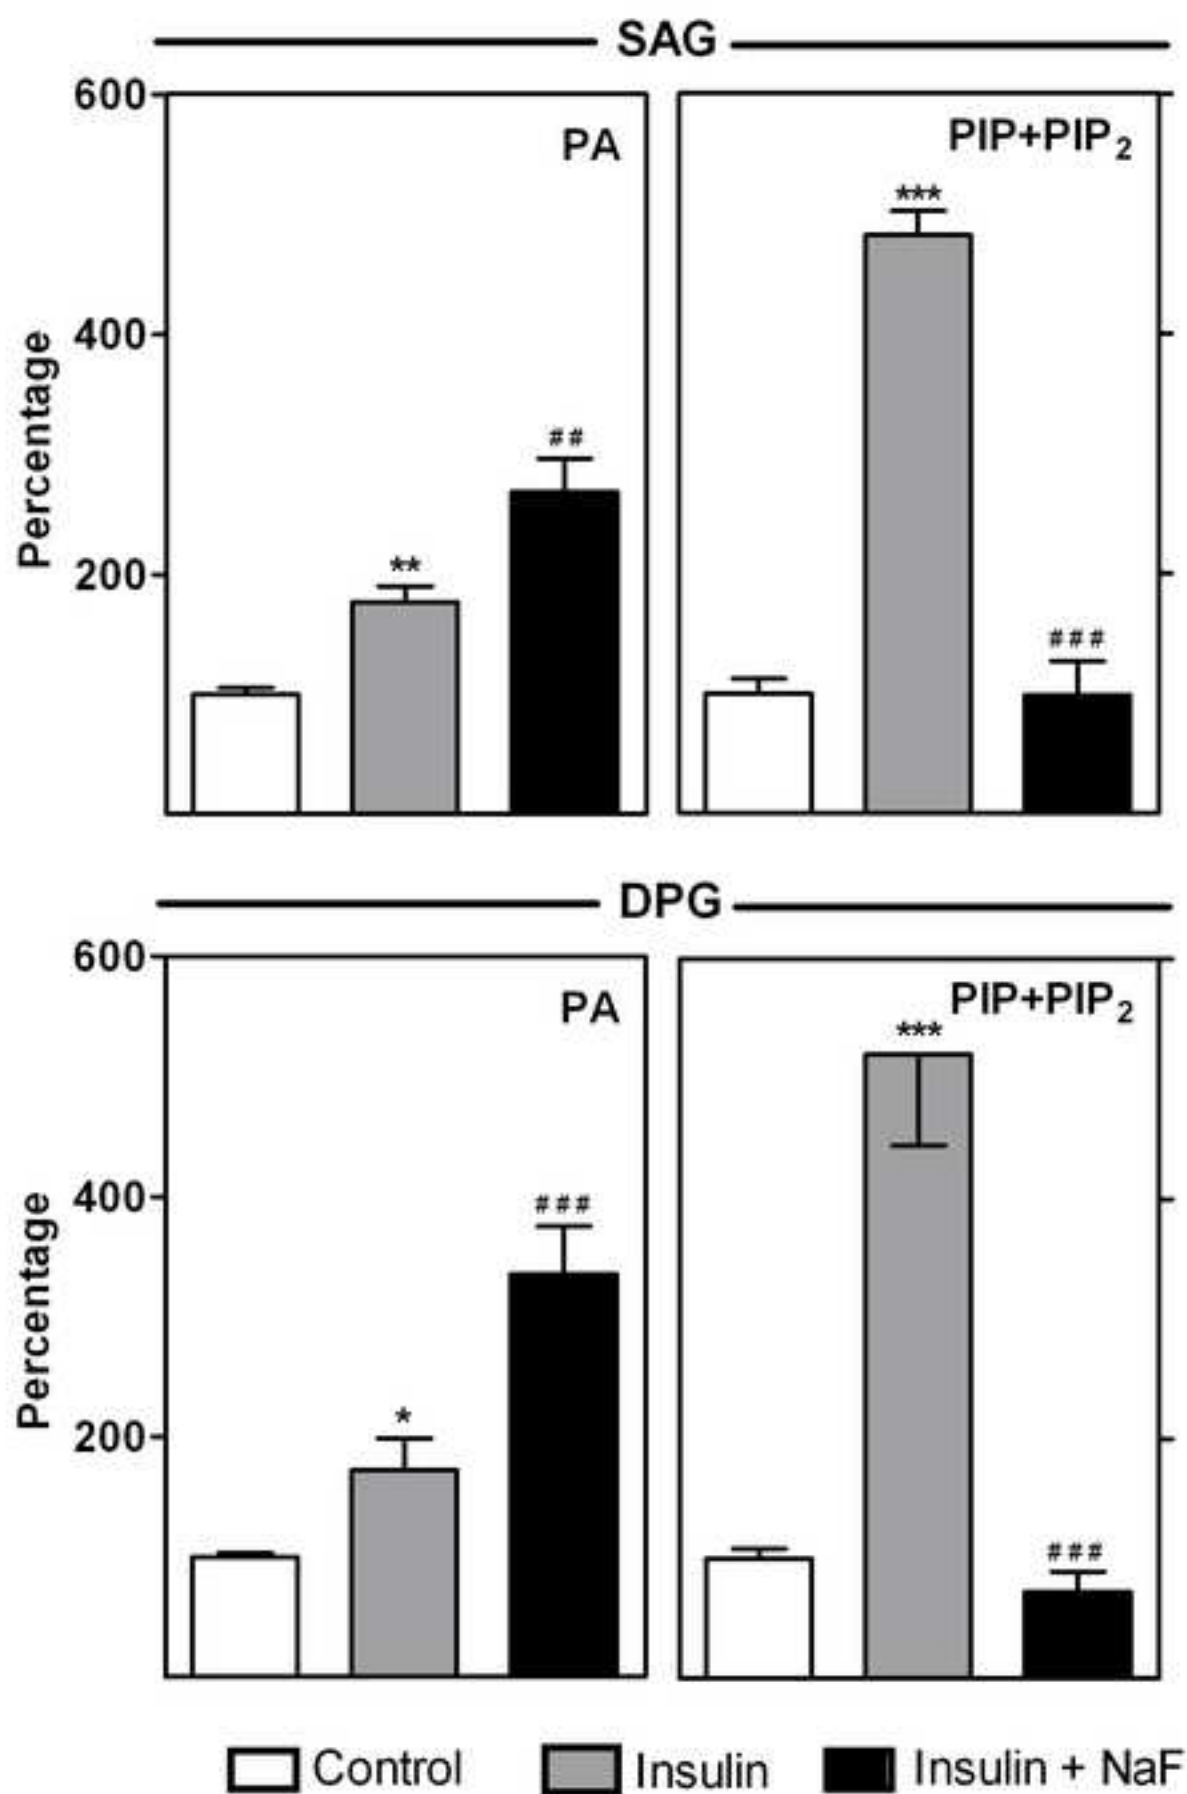 SAG
600
PA
PIP+PIP2
***
400
##
Percentage
**
200
###
DPG
600
PA
PIP+PIP2
***
400
###
Percentage
*
200
###
Control
Insulin
Insulin + NaF